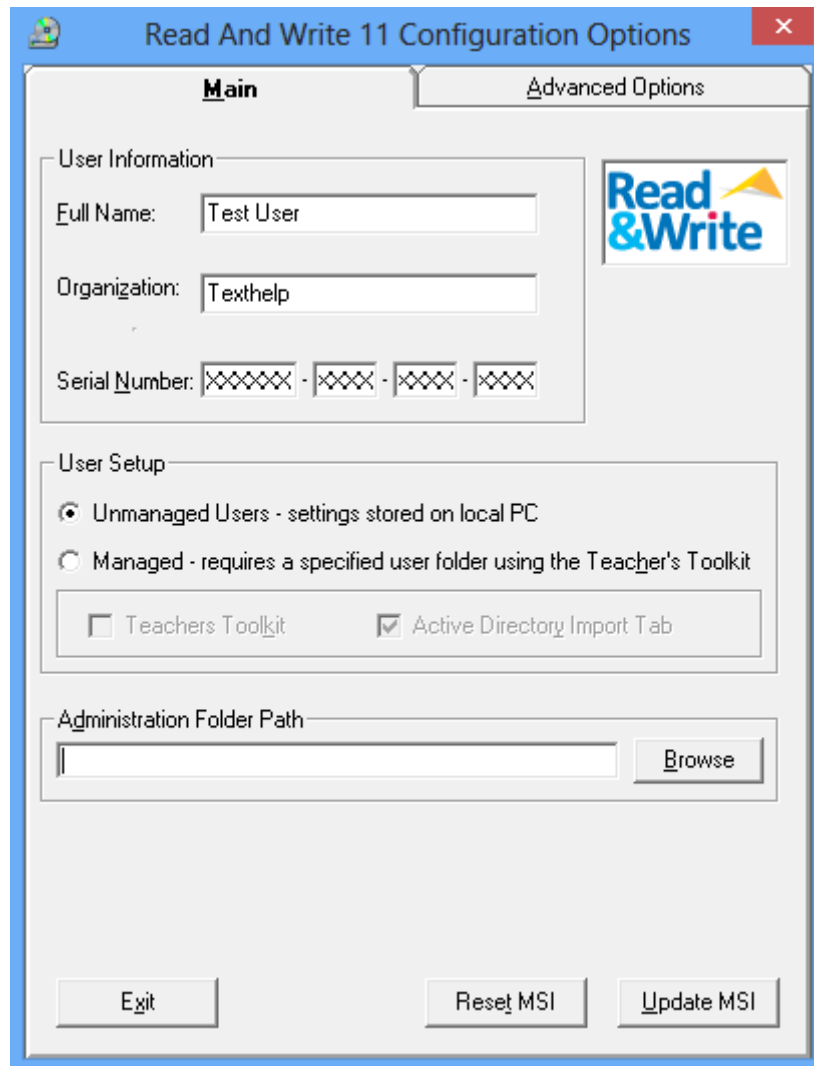 Read And Write 11 Configuration Options
Main
Advanced Options
User Information
Full Name: Test User
Organization: Texthelp
Serial Number: XXXXXX - XXXX - XXXX - XXXX
Read
&Write
User Setup
Unmanaged Users - settings stored on local PC
Managed - requires a specified user folder using the Teacher's Toolkit
Teachers Toolkit
Active Directory Import Tab
Administration Folder Path
Browse
Exit
Reset MSI
Update MSI